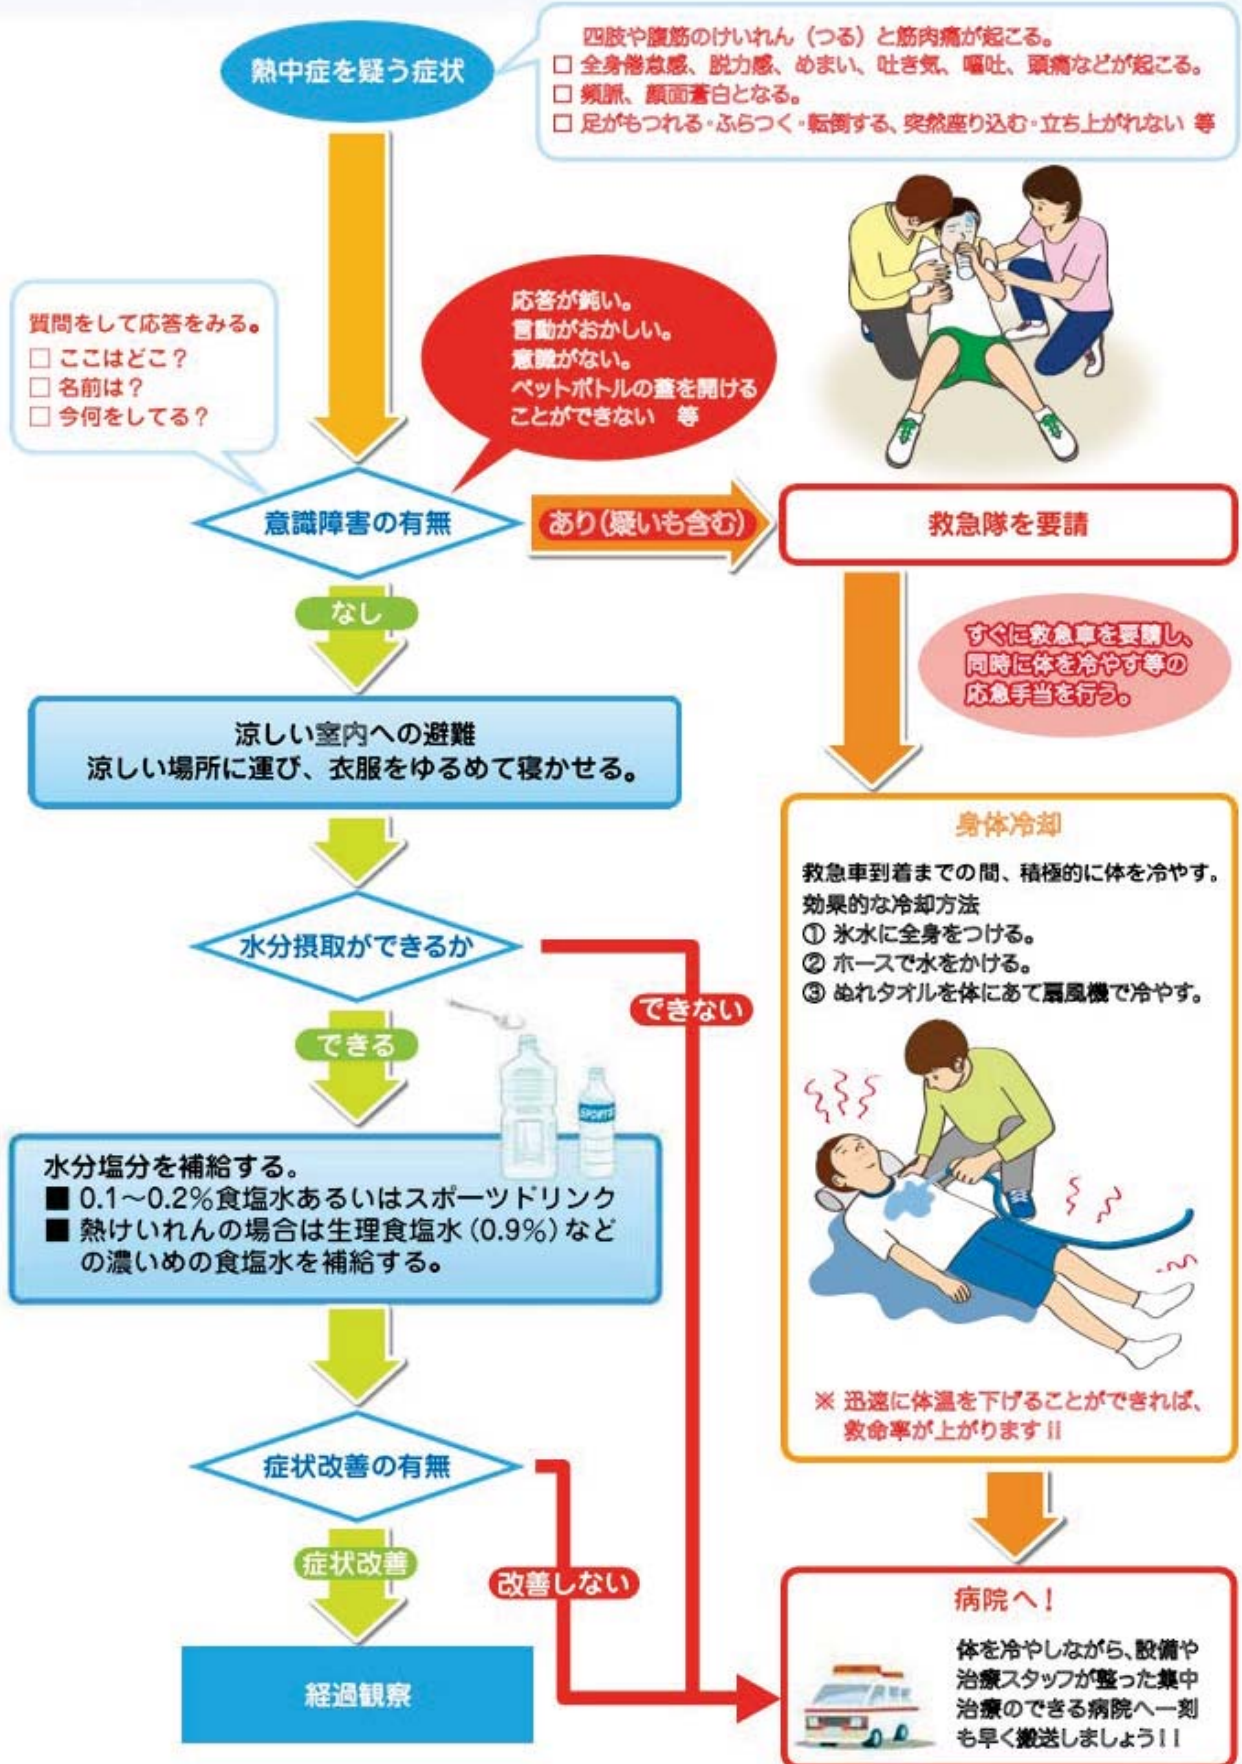 熱中症を疑う症状
四肢や腹筋のけいれん（つる）と筋肉痛が起こる。
□ 全身倦怠感、脱力感、めまい、吐き気、嘔吐、頭痛などが起こる。
□ 頻脈、顔面蒼白となる。
□ 足がもつれる・ふらつく・転倒する、突然座り込む・立ち上がれない 等
質問をして応答をみる。
□ ここはどこ？
□ 名前は？
□ 今何をしてる？
応答が鈍い。
言動がおかしい。
意識がない。
ペットボトルの蓋を開ける
ことができない　等
意識障害の有無
あり(疑いも含む)
救急隊を要請
なし
すぐに救急車を要請し、
同時に体を冷やす等の
応急手当を行う。
涼しい室内への避難
涼しい場所に運び、衣服をゆるめて寝かせる。
水分摂取ができるか
できない
できる
SPORTS
水分塩分を補給する。
■ 0.1～0.2%食塩水あるいはスポーツドリンク
■ 熱けいれんの場合は生理食塩水（0.9%）など
の濃いめの食塩水を補給する。
身体冷却
救急車到着までの間、積極的に体を冷やす。
効果的な冷却方法
① 氷水に全身をつける。
② ホースで水をかける。
③ ぬれタオルを体にあて扇風機で冷やす。
※ 迅速に体温を下げることができれば、
救命率が上がります!!
症状改善の有無
症状改善
改善しない
経過観察
病院へ！
体を冷やしながら、設備や
治療スタッフが整った集中
治療のできる病院へ一刻
も早く搬送しましょう!!